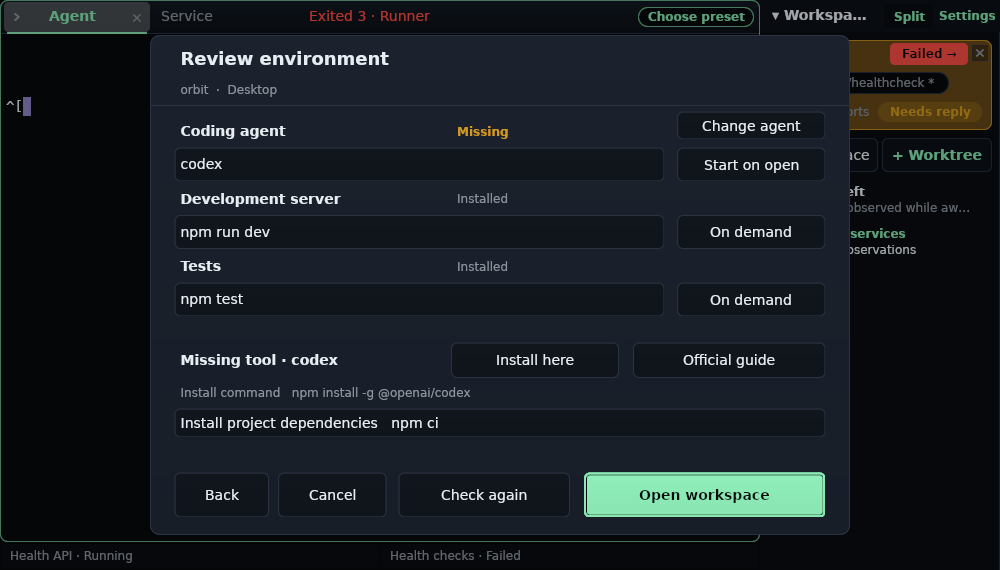 Agent × Service Exited 3 · Runner Choose preset ▾ Workspa... Split Settings
Review environment
orbit · Desktop
Failed → ×
/healthcheck *
Needs reply
^[
Coding agent Missing Change agent
codex Start on open
+ Worktree
Development server Installed
observed while aw...
npm run dev On demand
services
Tests Installed
npm test On demand
Missing tool · codex Install here Official guide
Install command npm install -g @openai/codex
Install project dependencies npm ci
Back Cancel Check again Open workspace
Health API · Running Health checks · Failed